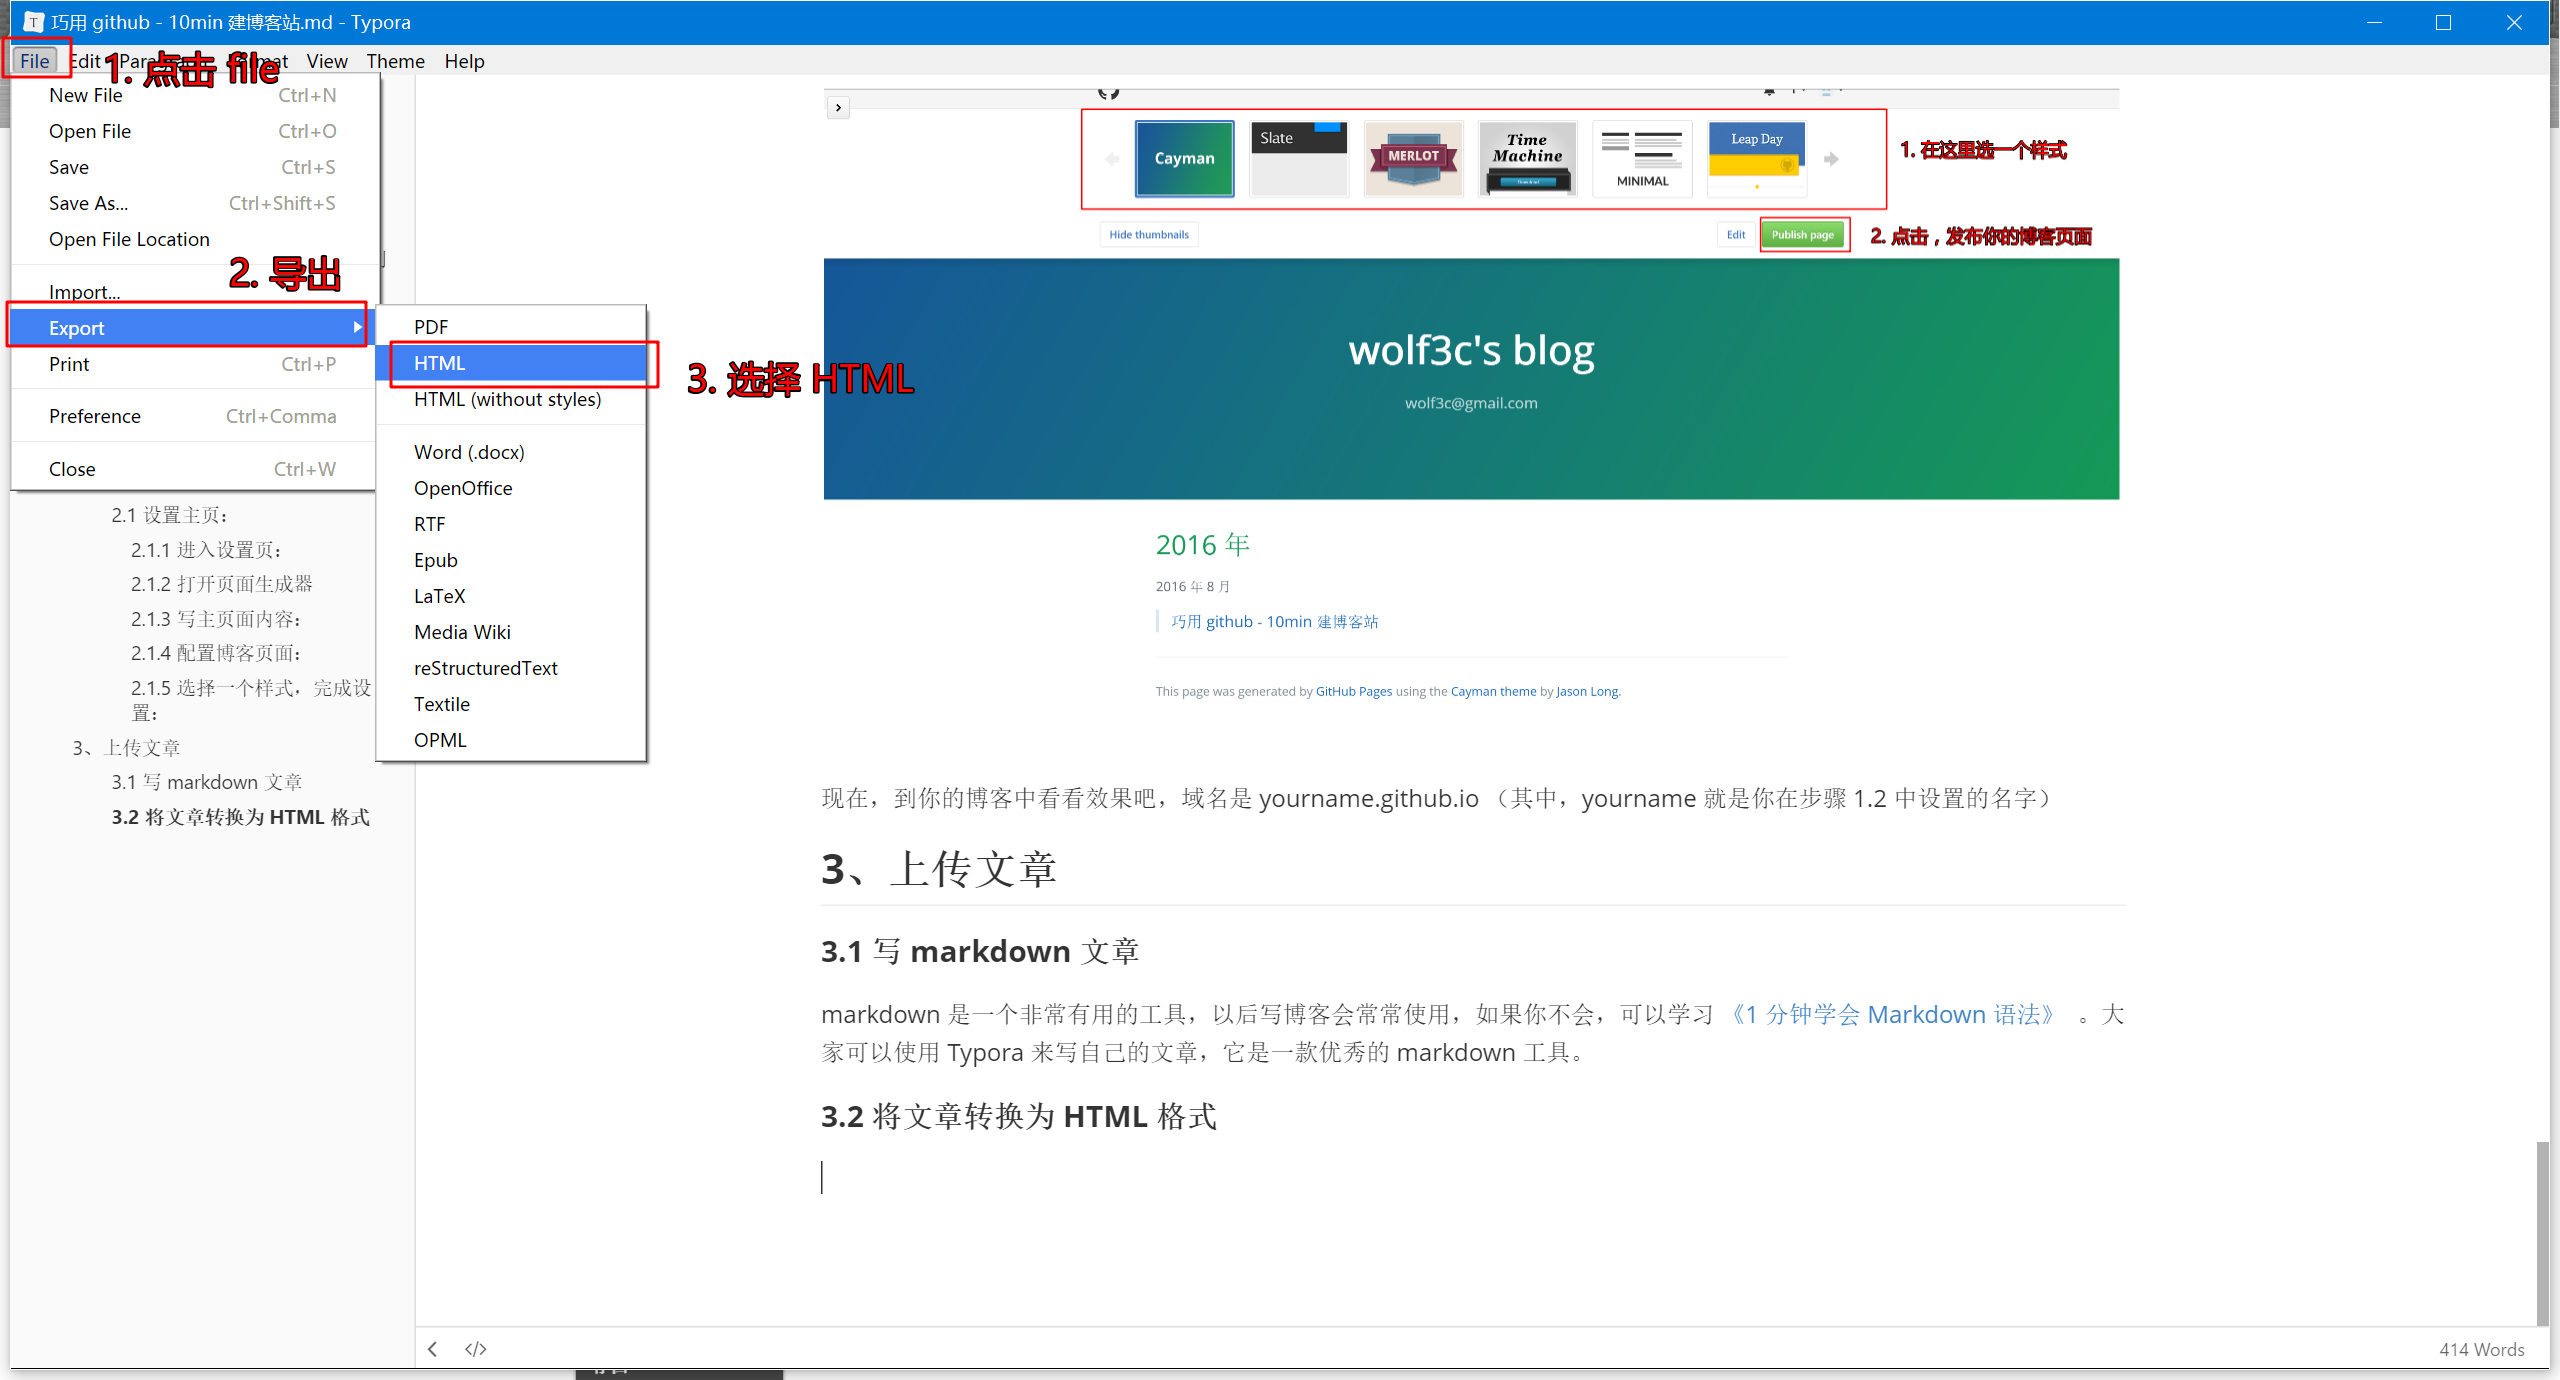 巧用 github - 10min 建博客站.md - Typora
File Edit View Theme Help
1. 点击 file
New File Ctrl+N
Open File Ctrl+O
Save Ctrl+S
Save As... Ctrl+Shift+S
Open File Location
2. 导出
Import...
Export
Print Ctrl+P
Preference Ctrl+Comma
Close Ctrl+W
PDF
HTML
HTML (without styles)
Word (.docx)
OpenOffice
RTF
Epub
LaTeX
Media Wiki
reStructuredText
Textile
OPML
3. 选择 HTML
2.1 设置主页：
2.1.1 进入设置页：
2.1.2 打开页面生成器
2.1.3 写主页面内容：
2.1.4 配置博客页面：
2.1.5 选择一个样式，完成设
置：
3、上传文章
3.1 写 markdown 文章
3.2 将文章转换为 HTML 格式
Cayman
Slate
MERLOT
Time
Machine
MINIMAL
Leap Day
1. 在这里选一个样式
Hide thumbnails
Edit
Publish page
2. 点击，发布你的博客页面
wolf3c's blog
wolf3c@gmail.com
2016 年
2016 年 8 月
巧用 github - 10min 建博客站
This page was generated by GitHub Pages using the Cayman theme by Jason Long.
现在，到你的博客中看看效果吧，域名是 yourname.github.io （其中，yourname 就是你在步骤 1.2 中设置的名字）
3、上传文章
3.1 写 markdown 文章
markdown 是一个非常有用的工具，以后写博客会常常使用，如果你不会，可以学习 《1 分钟学会 Markdown 语法》 。大
家可以使用 Typora 来写自己的文章，它是一款优秀的 markdown 工具。
3.2 将文章转换为 HTML 格式
</> 414 Words